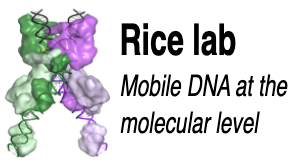 Rice lab
Mobile DNA at the
molecular level